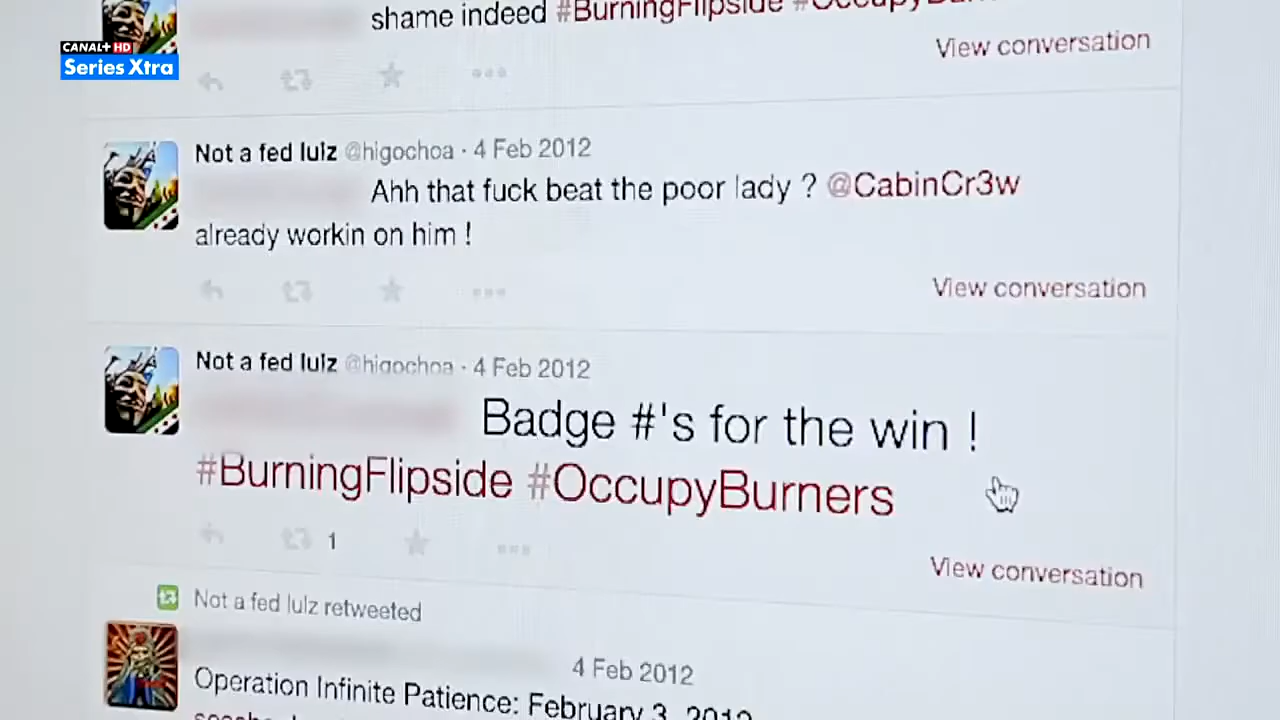 shame indeed #BurningFlipside
CANAL+ HD
Series Xtra
View conversation
Not a fed lulz @higochoa · 4 Feb 2012
Ahh that fuck beat the poor lady ? @CabinCr3w
already workin on him !
View conversation
Not a fed lulz @higochoa · 4 Feb 2012
Badge #'s for the win !
#BurningFlipside #OccupyBurners
1
View conversation
Not a fed lulz retweeted
4 Feb 2012
Operation Infinite Patience: February 3, 2012